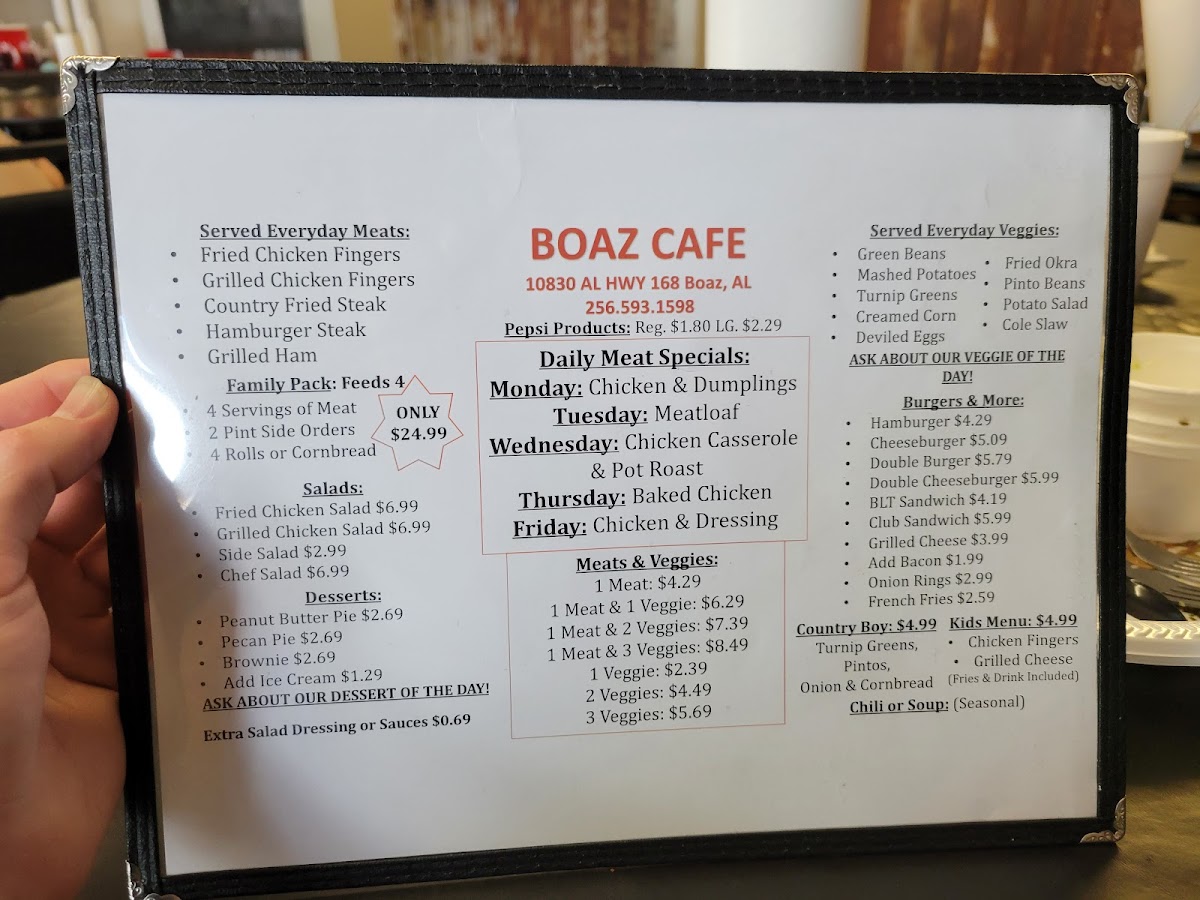 Served Everyday Meats:
• Fried Chicken Fingers
• Grilled Chicken Fingers
• Country Fried Steak
• Hamburger Steak
• Grilled Ham
Family Pack: Feeds 4
• 4 Servings of Meat
• 2 Pint Side Orders
• 4 Rolls or Cornbread
ONLY
$24.99
Salads:
• Fried Chicken Salad $6.99
• Grilled Chicken Salad $6.99
• Side Salad $2.99
• Chef Salad $6.99
Desserts:
• Peanut Butter Pie $2.69
• Pecan Pie $2.69
• Brownie $2.69
• Add Ice Cream $1.29
ASK ABOUT OUR DESSERT OF THE DAY!
Extra Salad Dressing or Sauces $0.69
BOAZ CAFE
10830 AL HWY 168 Boaz, AL
256.593.1598
Pepsi Products: Reg. $1.80 LG. $2.29
Daily Meat Specials:
Monday: Chicken & Dumplings
Tuesday: Meatloaf
Wednesday: Chicken Casserole
& Pot Roast
Thursday: Baked Chicken
Friday: Chicken & Dressing
Meats & Veggies:
1 Meat: $4.29
1 Meat & 1 Veggie: $6.29
1 Meat & 2 Veggies: $7.39
1 Meat & 3 Veggies: $8.49
1 Veggie: $2.39
2 Veggies: $4.49
3 Veggies: $5.69
Served Everyday Veggies:
• Green Beans
• Mashed Potatoes
• Turnip Greens
• Creamed Corn
• Deviled Eggs
• Fried Okra
• Pinto Beans
• Potato Salad
• Cole Slaw
ASK ABOUT OUR VEGGIE OF THE
DAY!
Burgers & More:
• Hamburger $4.29
• Cheeseburger $5.09
• Double Burger $5.79
• Double Cheeseburger $5.99
• BLT Sandwich $4.19
• Club Sandwich $5.99
• Grilled Cheese $3.99
• Add Bacon $1.99
• Onion Rings $2.99
• French Fries $2.59
Country Boy: $4.99
Turnip Greens,
Pintos,
Onion & Cornbread
Kids Menu: $4.99
• Chicken Fingers
• Grilled Cheese
(Fries & Drink Included)
Chili or Soup: (Seasonal)